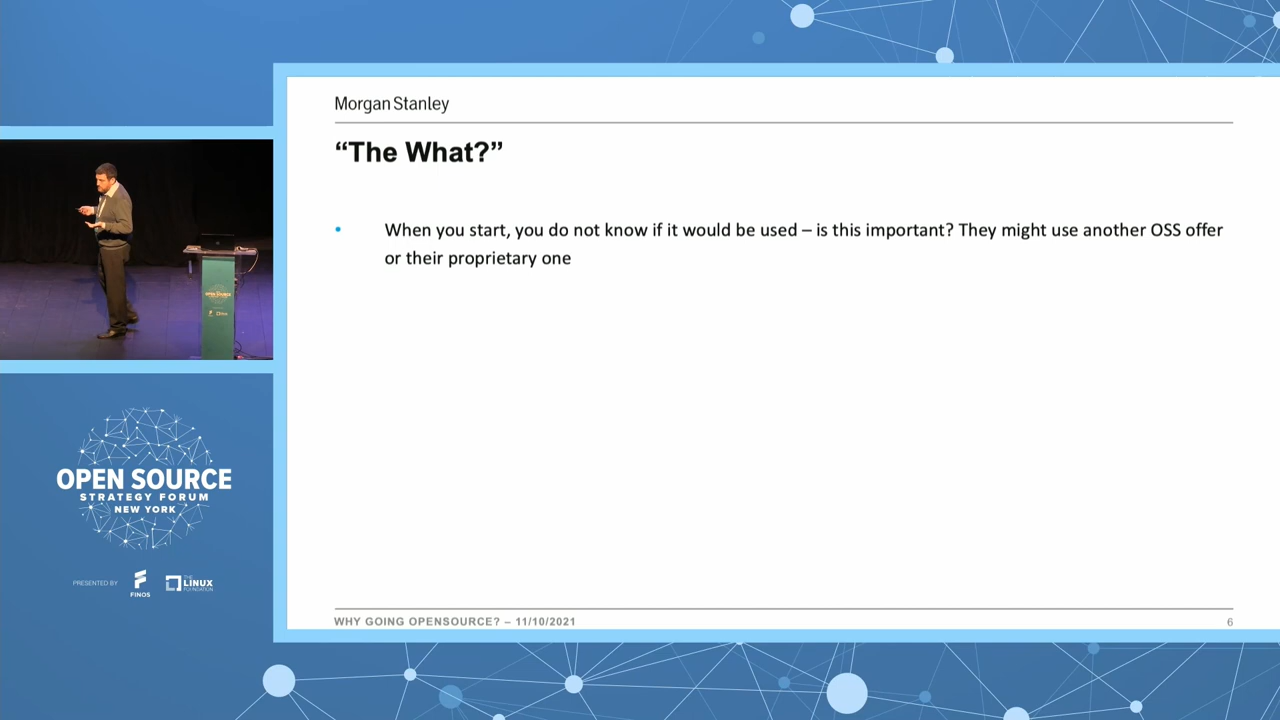 Morgan Stanley
“The What?”
• When you start, you do not know if it would be used – is this important? They might use another OSS offer
or their proprietary one
WHY GOING OPENSOURCE? – 11/10/2021
6
OPEN SOURCE
STRATEGY FORUM
NEW YORK
PRESENTED BY
FINOS
THE
LINUX
FOUNDATION